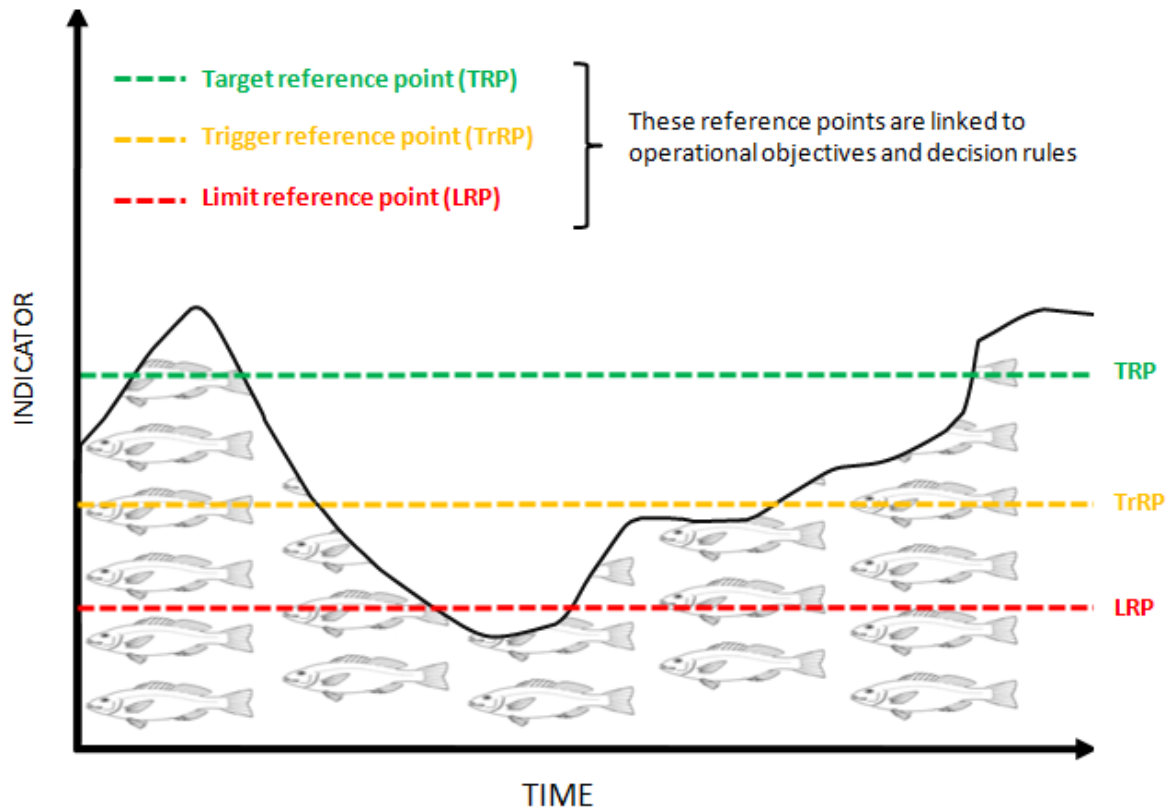 Target reference point (TRP)
Trigger reference point (TrRP)
Limit reference point (LRP)
These reference points are linked to
operational objectives and decision rules
INDICATOR
TRP
TrRP
LRP
TIME